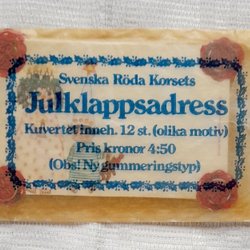 Svenska Röda Korsets
Julklappsadress
Kuvertet inneh. 12 st. (olika motiv)
Pris kronor 4:50
(Obs! Ny gummeringstyp)